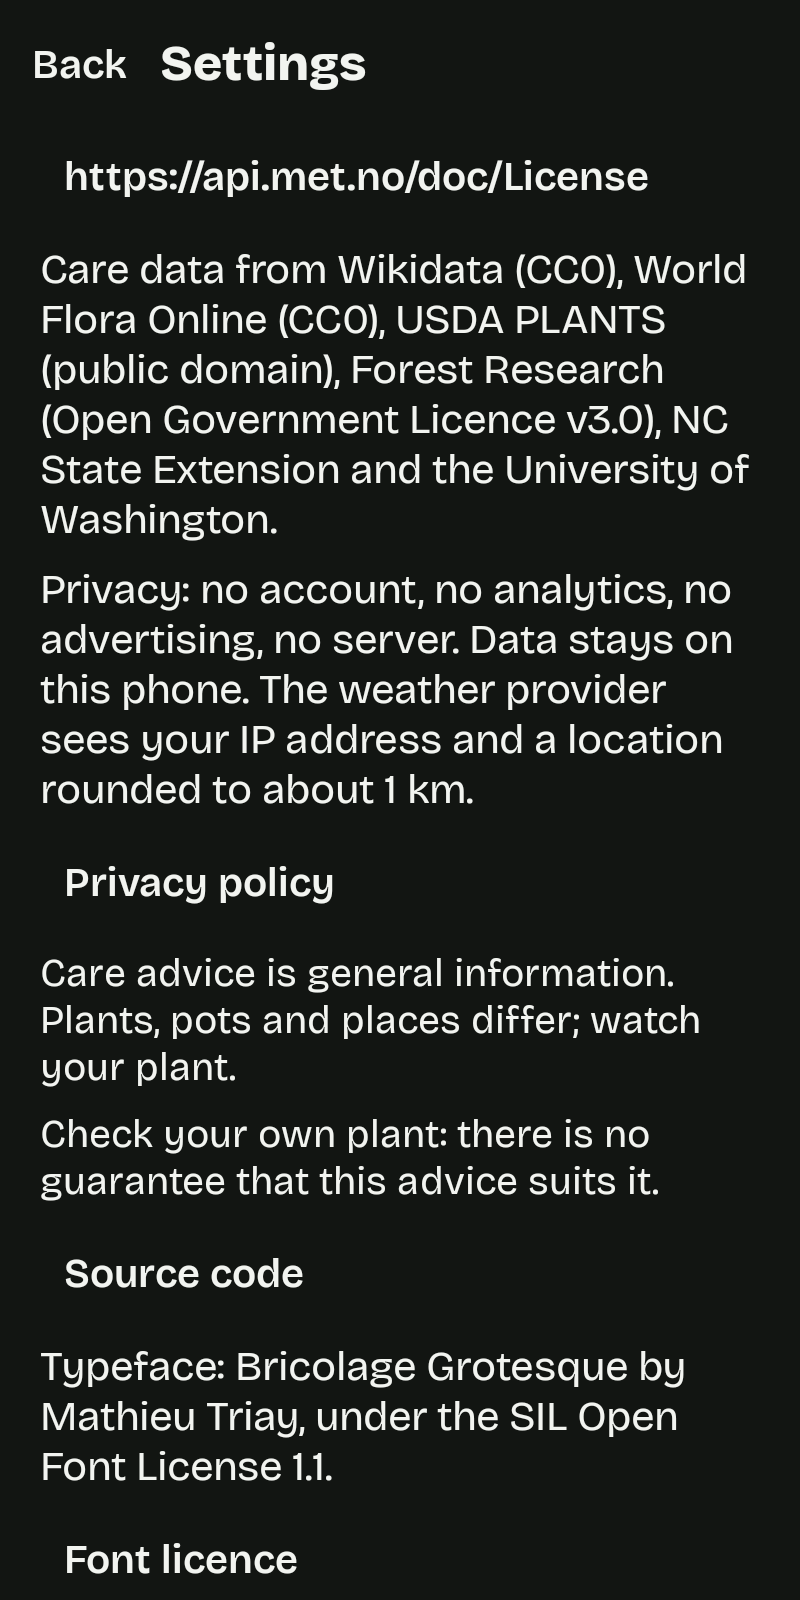 Back Settings
https://api.met.no/doc/License
Care data from Wikidata (CC0), World
Flora Online (CC0), USDA PLANTS
(public domain), Forest Research
(Open Government Licence v3.0), NC
State Extension and the University of
Washington.
Privacy: no account, no analytics, no
advertising, no server. Data stays on
this phone. The weather provider
sees your IP address and a location
rounded to about 1 km.
Privacy policy
Care advice is general information.
Plants, pots and places differ; watch
your plant.
Check your own plant: there is no
guarantee that this advice suits it.
Source code
Typeface: Bricolage Grotesque by
Mathieu Triay, under the SIL Open
Font License 1.1.
Font licence